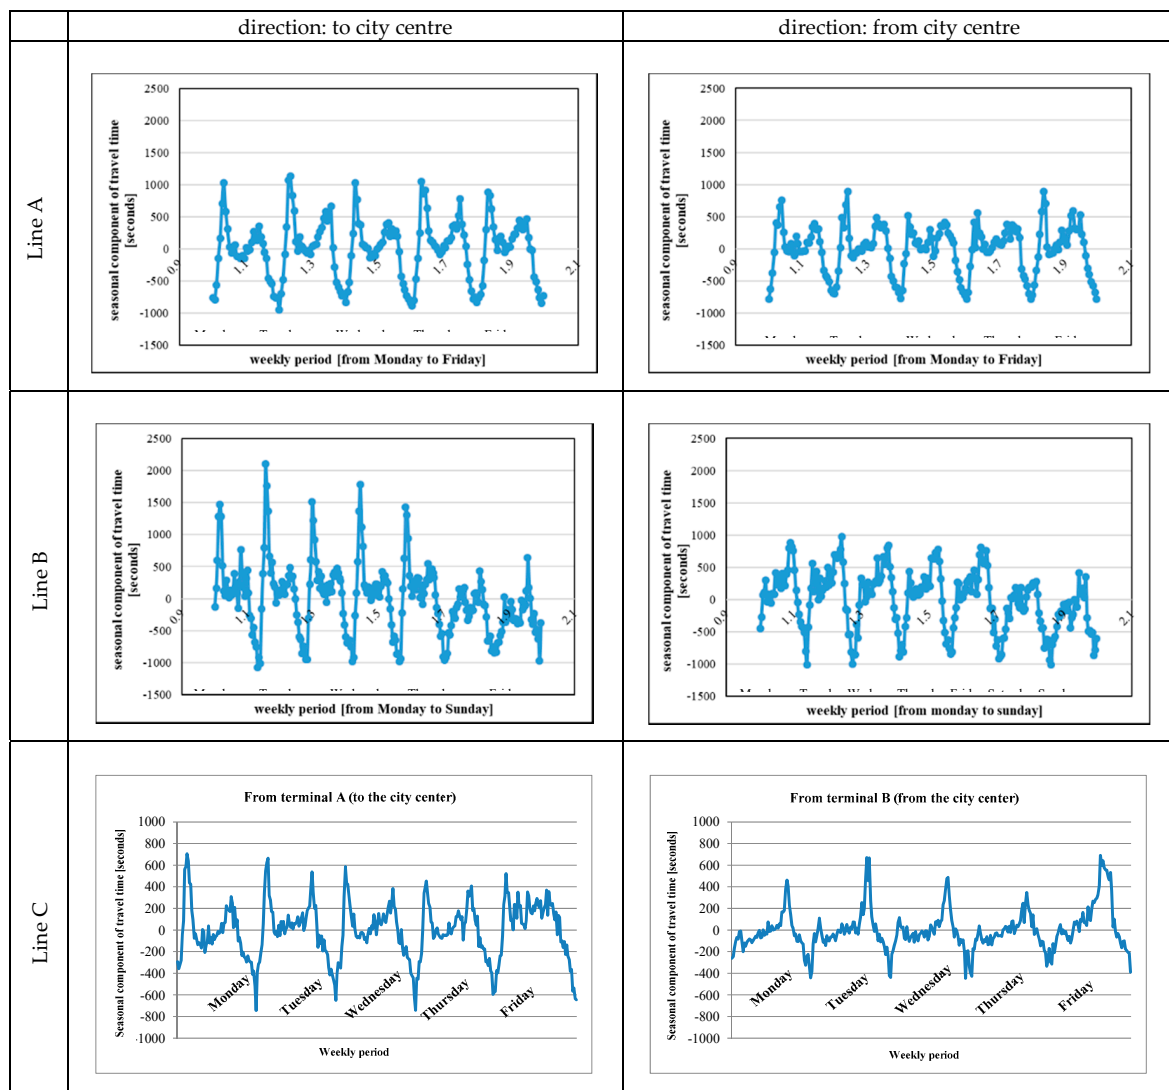 direction: to city centre
direction: from city centre
Line A
seasonal component of travel time
[seconds]
2500
2000
1500
1000
500
0
-500
-1000
-1500
0.9
1.1
1.3
1.5
1.7
1.9
2.1
weekly period [from Monday to Friday]
seasonal component of travel time
[seconds]
2500
2000
1500
1000
500
0
-500
-1000
-1500
0.9
1.1
1.3
1.5
1.7
1.9
2.1
weekly period [from Monday to Friday]
Line B
seasonal component of travel time
[seconds]
2500
2000
1500
1000
500
0
-500
-1000
-1500
0.9
1.1
1.3
1.5
1.7
1.9
2.1
weekly period [from Monday to Sunday]
seasonal component of travel time
[seconds]
2500
2000
1500
1000
500
0
-500
-1000
-1500
0.9
1.1
1.3
1.5
1.7
1.9
2.1
weekly period [from monday to sunday]
Line C
From terminal A (to the city center)
Seasonal component of travel time [seconds]
1000
800
600
400
200
0
-200
-400
-600
-800
-1000
Monday
Tuesday
Wednesday
Thursday
Friday
Weekly period
From terminal B (from the city center)
Seasonal component of travel time [seconds]
1000
800
600
400
200
0
-200
-400
-600
-800
-1000
Monday
Tuesday
Wednesday
Thursday
Friday
Weekly period